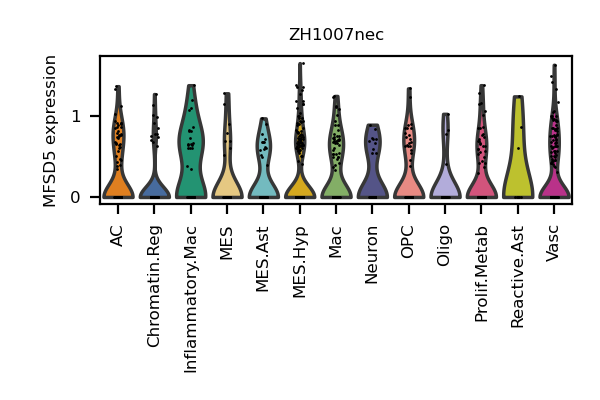 ZH1007nec
MFSD5 expression
1
0
AC
Chromatin.Reg
Inflammatory.Mac
MES
MES.Ast
MES.Hyp
Mac
Neuron
OPC
Oligo
Prolif.Metab
Reactive.Ast
Vasc